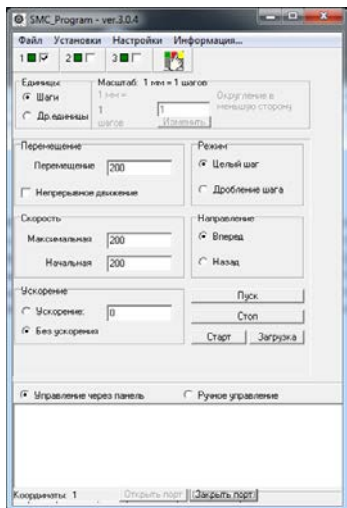 SMC_Program - ver.3.0.4
Файл Установки Настройки Информация...
1 2 3
Единицы Масштаб: 1 мм = 1 шагов
Шаги 1 мм = Округление в
1 1 меньшую сторону
Др.единицы шагов Изменить
Перемещение Режим
Перемещение 200 Целый шаг
Непрерывное движение Дробление шага
Скорость Направление
Максимальная 200 Вперед
Начальная 200 Назад
Ускорение Пуск
Ускорение: 0 Стоп
Без ускорения Старт Загрузка
Управление через панель Ручное управление
Координаты: 1 Открыть порт Закрыть порт